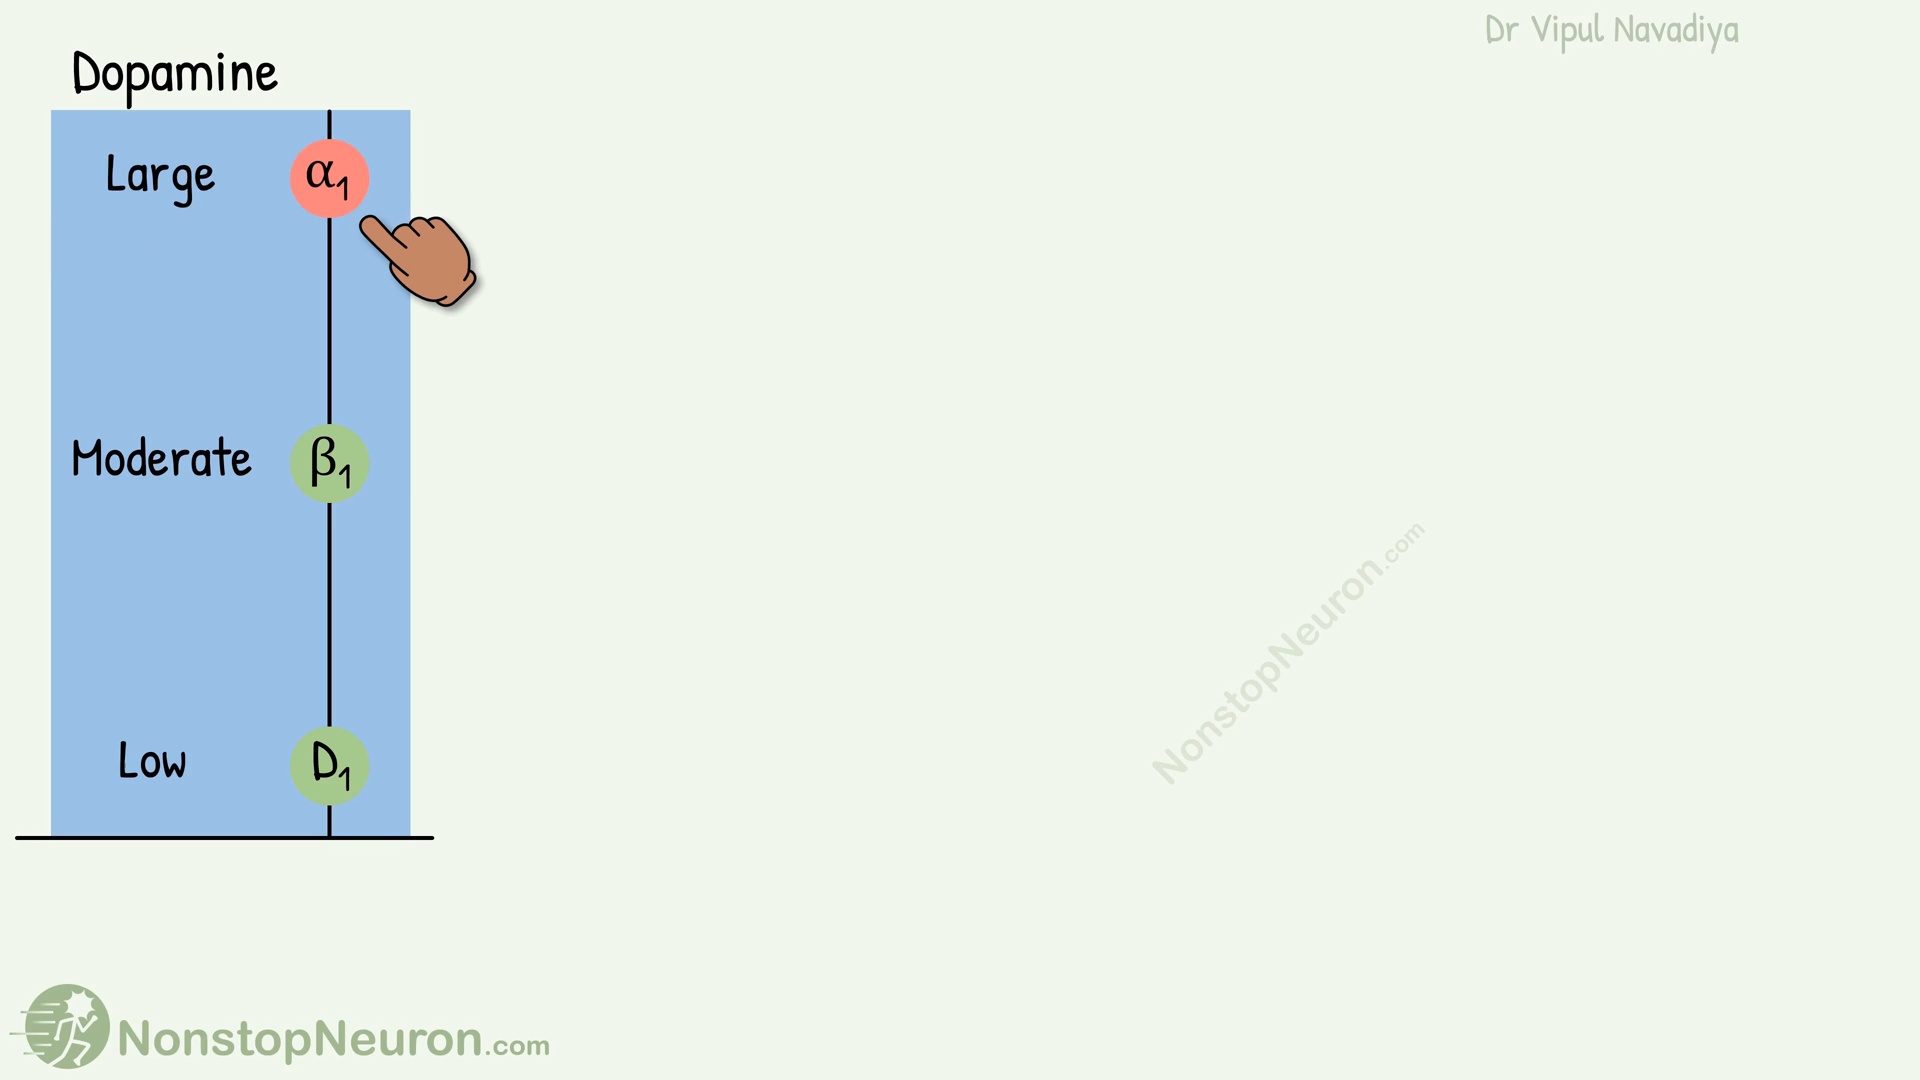 Dr Vipul Navadiya
Dopamine
Large α₁
Moderate β₁
Low D₁
NonstopNeuron.com
NonstopNeuron.com